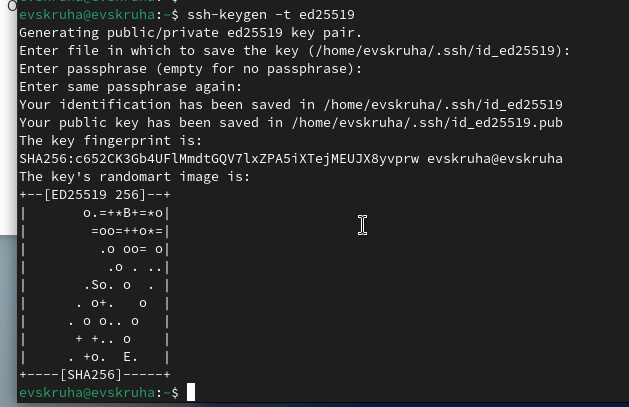 evskruha@evskruha:~$ ssh-keygen -t ed25519
Generating public/private ed25519 key pair.
Enter file in which to save the key (/home/evskruha/.ssh/id_ed25519):
Enter passphrase (empty for no passphrase):
Enter same passphrase again:
Your identification has been saved in /home/evskruha/.ssh/id_ed25519
Your public key has been saved in /home/evskruha/.ssh/id_ed25519.pub
The key fingerprint is:
SHA256:c652CK3Gb4UFlMmdtGQV7lxZPA5iXTejMEUJX8yvprw evskruha@evskruha
The key's randomart image is:
+--[ED25519 256]--+
|       o.=+*B+=*o|
|        =oo=++o*=|
|         .o oo= o|
|          .o . ..|
|       .So. o  . |
|      . o+.   o  |
|     . o o.. o   |
|      + +.. o    |
|     . +o.  E.   |
+----[SHA256]-----+
evskruha@evskruha:~$